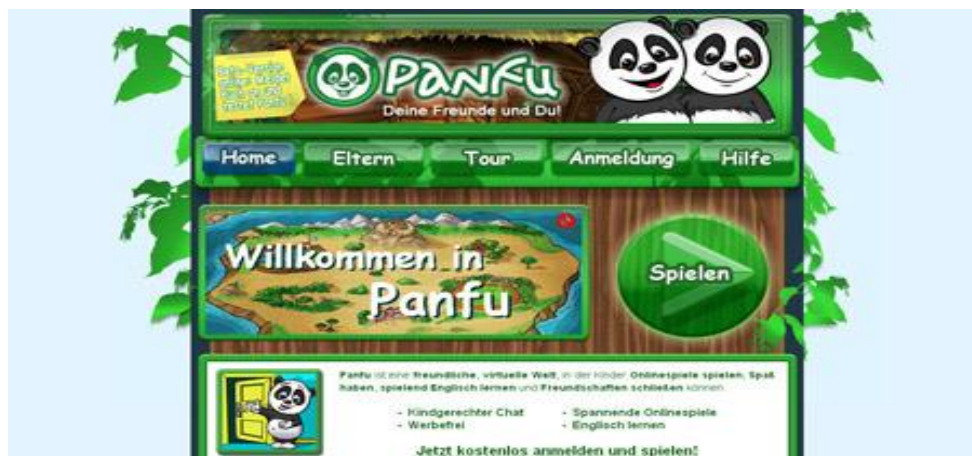 PANFU
Deine Freunde und Du!
Home Eltern Tour Anmeldung Hilfe
Willkommen in
Panfu
Spielen
Panfu ist eine freundliche, virtuelle Welt, in der Kinder Onlinespiele spielen, Spaß
haben, spielend Englisch lernen und Freundschaften schließen können.
- Kindgerechter Chat
- Werbefrei
- Spannende Onlinespiele
- Englisch lernen
Jetzt kostenlos anmelden und spielen!